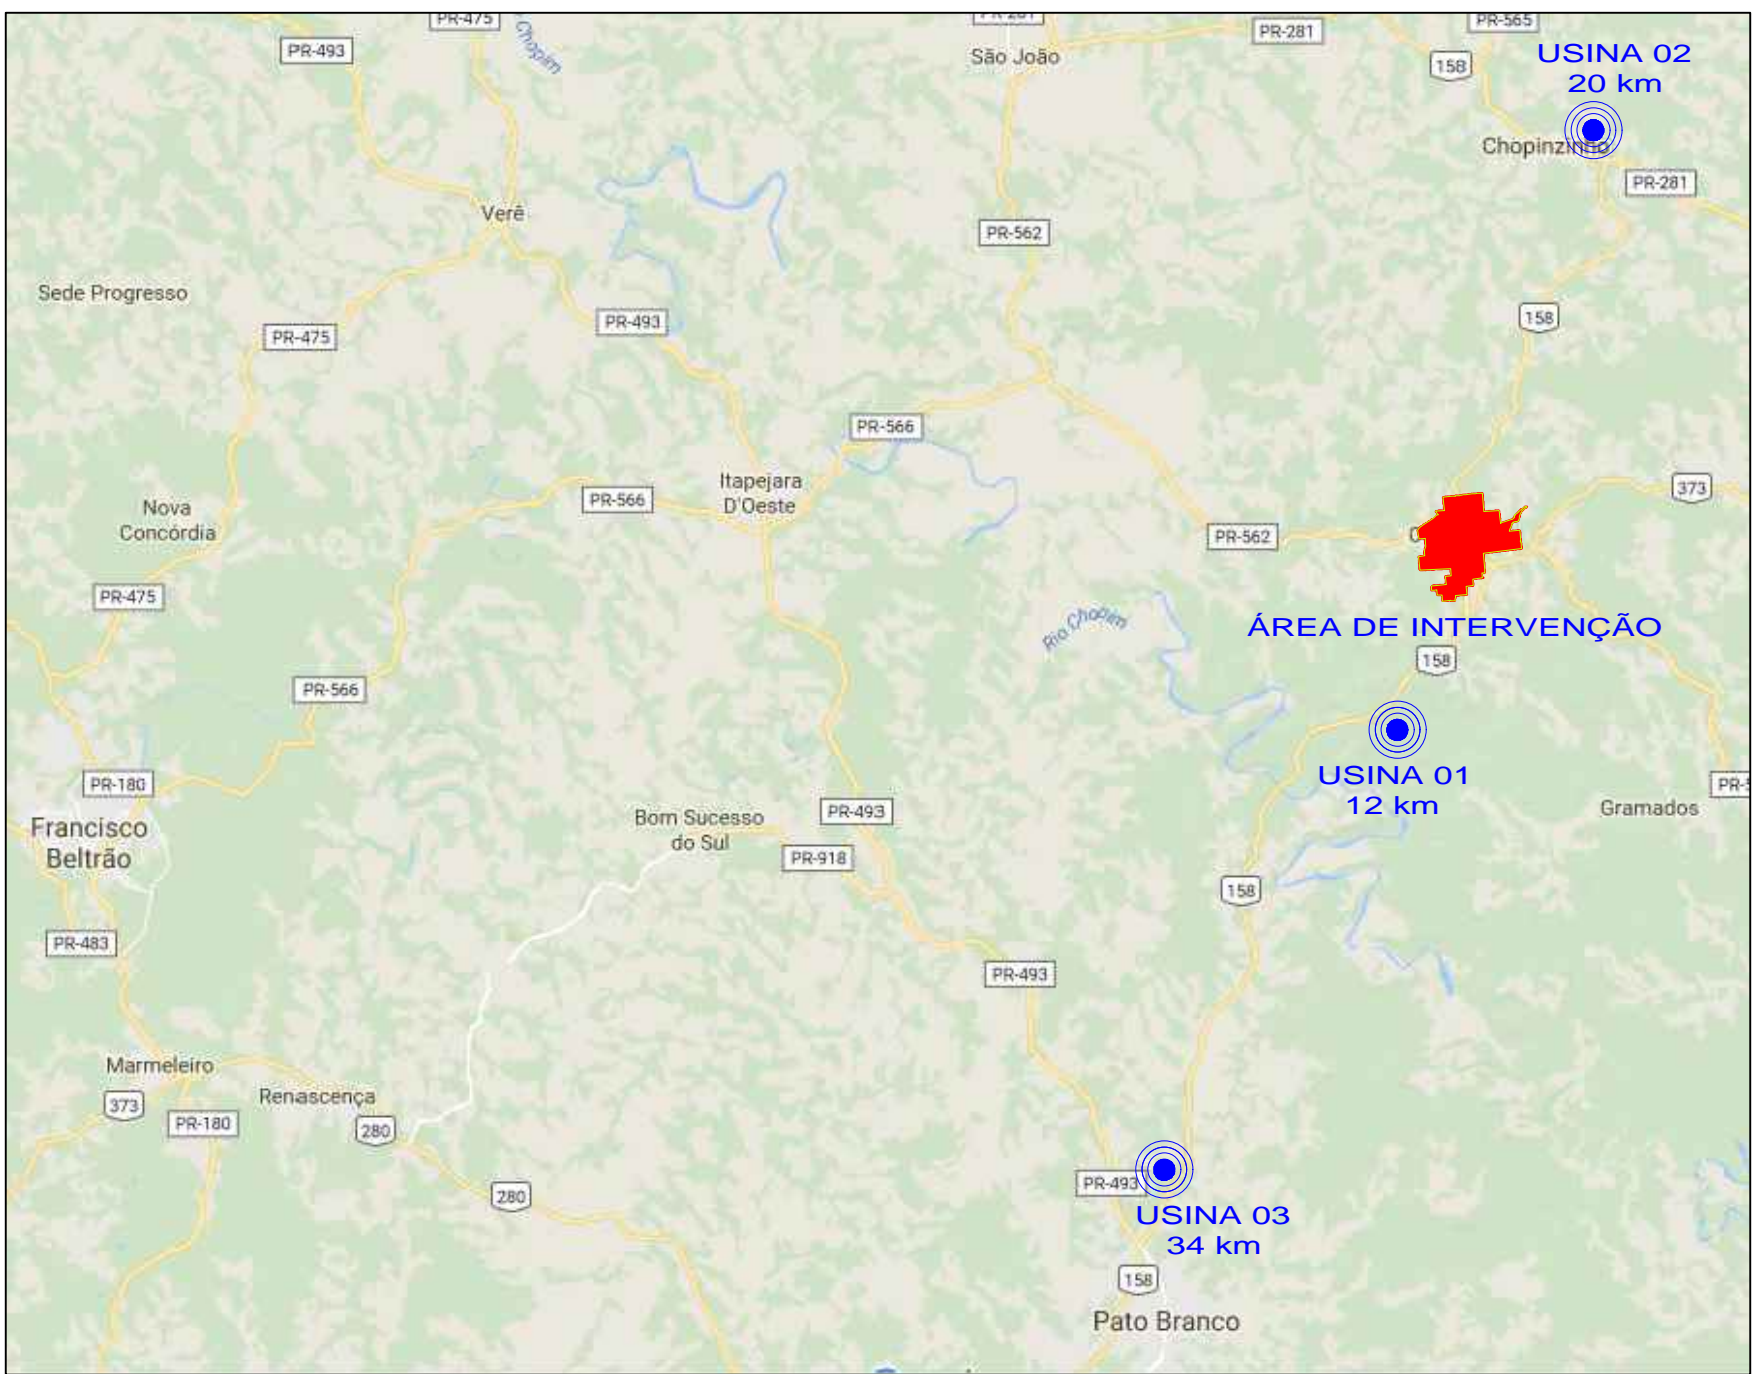 PR-475
PR-281
PR-565
PR-493
Chopim
São João
PR-281
158
USINA 02
20 km
Chopinzinho
PR-281
Verê
PR-562
Sede Progresso
PR-475
PR-493
158
PR-566
Itapejara
D'Oeste
PR-566
373
Nova
Concórdia
PR-562
PR-475
Rio Chopim
ÁREA DE INTERVENÇÃO
158
PR-566
PR-180
USINA 01
12 km
Gramados
Francisco
Beltrão
Bom Sucesso
do Sul
PR-493
PR-918
158
PR-483
PR-493
Marmeleiro
373
Renascença
PR-180
280
280
PR-493
USINA 03
34 km
158
Pato Branco